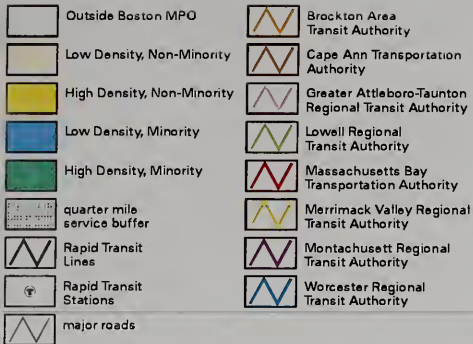 Outside Boston MPO
Low Density, Non-Minority
High Density, Non-Minority
Low Density, Minority
High Density, Minority
quarter mile
service buffer
Rapid Transit
Lines
T
Rapid Transit
Stations
major roads
Brockton Area
Transit Authority
Cape Ann Transportation
Authority
Greater Attleboro-Taunton
Regional Transit Authority
Lowell Regional
Transit Authority
Massachusetts Bay
Transportation Authority
Merrimack Valley Regional
Transit Authority
Montachusett Regional
Transit Authority
Worcester Regional
Transit Authority